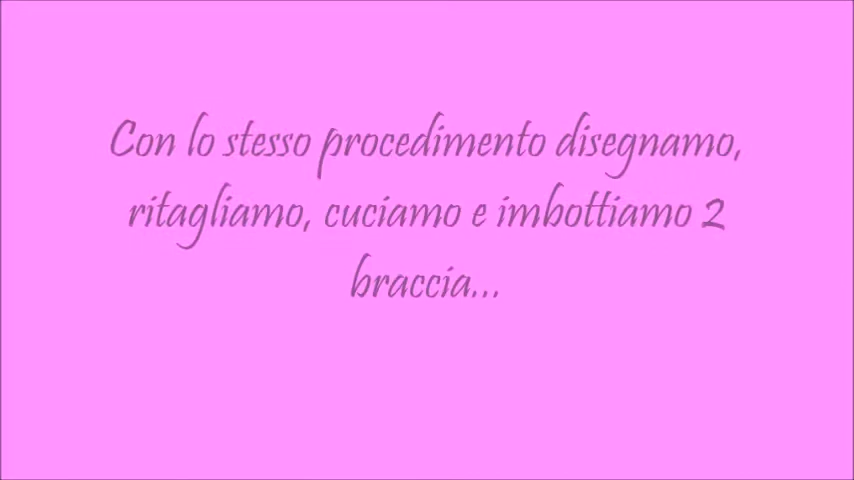 Con lo stesso procedimento disegnamo,
ritagliamo, cuciamo e imbottiamo 2
braccia...